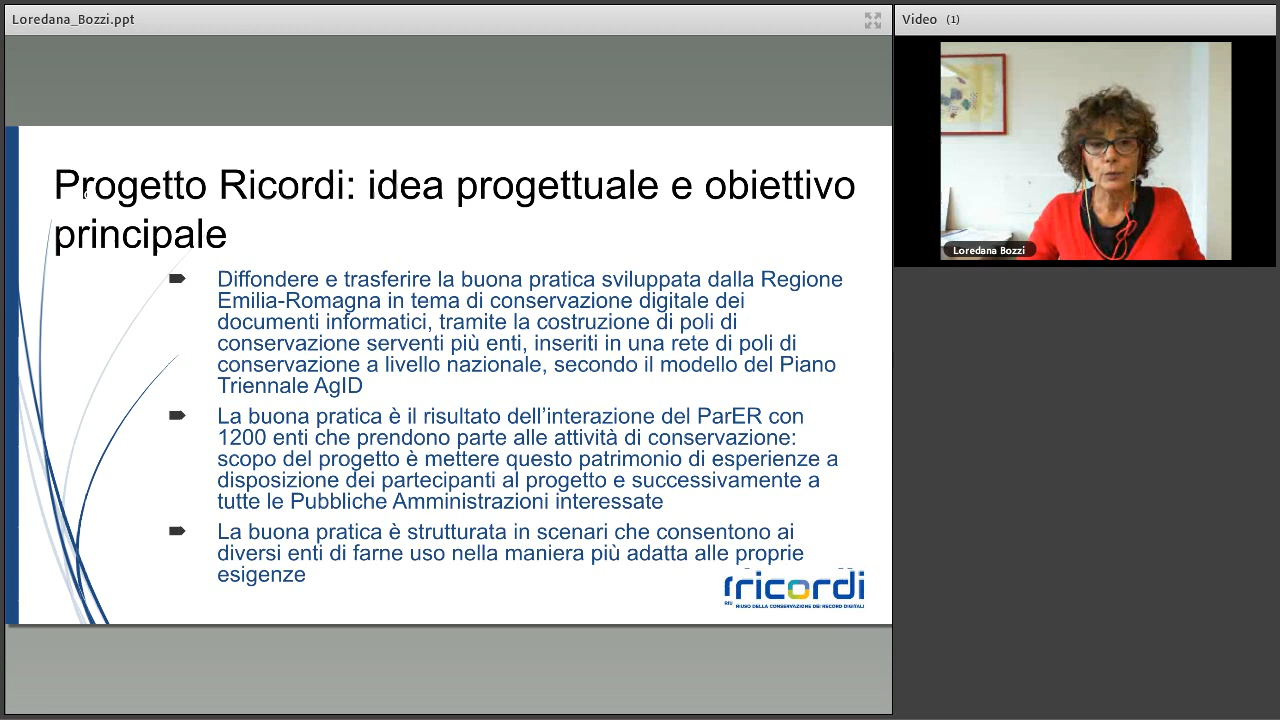 Loredana_Bozzi.ppt
Video (1)
Progetto Ricordi: idea progettuale e obiettivo
principale
Diffondere e trasferire la buona pratica sviluppata dalla Regione
Emilia-Romagna in tema di conservazione digitale dei
documenti informatici, tramite la costruzione di poli di
conservazione serventi più enti, inseriti in una rete di poli di
conservazione a livello nazionale, secondo il modello del Piano
Triennale AgID
La buona pratica è il risultato dell’interazione del ParER con
1200 enti che prendono parte alle attività di conservazione:
scopo del progetto è mettere questo patrimonio di esperienze a
disposizione dei partecipanti al progetto e successivamente a
tutte le Pubbliche Amministrazioni interessate
La buona pratica è strutturata in scenari che consentono ai
diversi enti di farne uso nella maniera più adatta alle proprie
esigenze
ricordi
RIUSO DELLA CONSERVAZIONE DEI RECORD DIGITALI
Loredana Bozzi